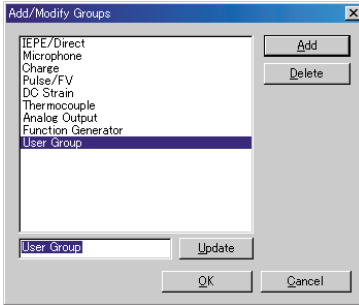 Add/Modify Groups
IEPE/Direct
Microphone
Charge
Pulse/FV
DC Strain
Thermocouple
Analog Output
Function Generator
User Group
Add
Delete
User Group
Update
OK
Cancel